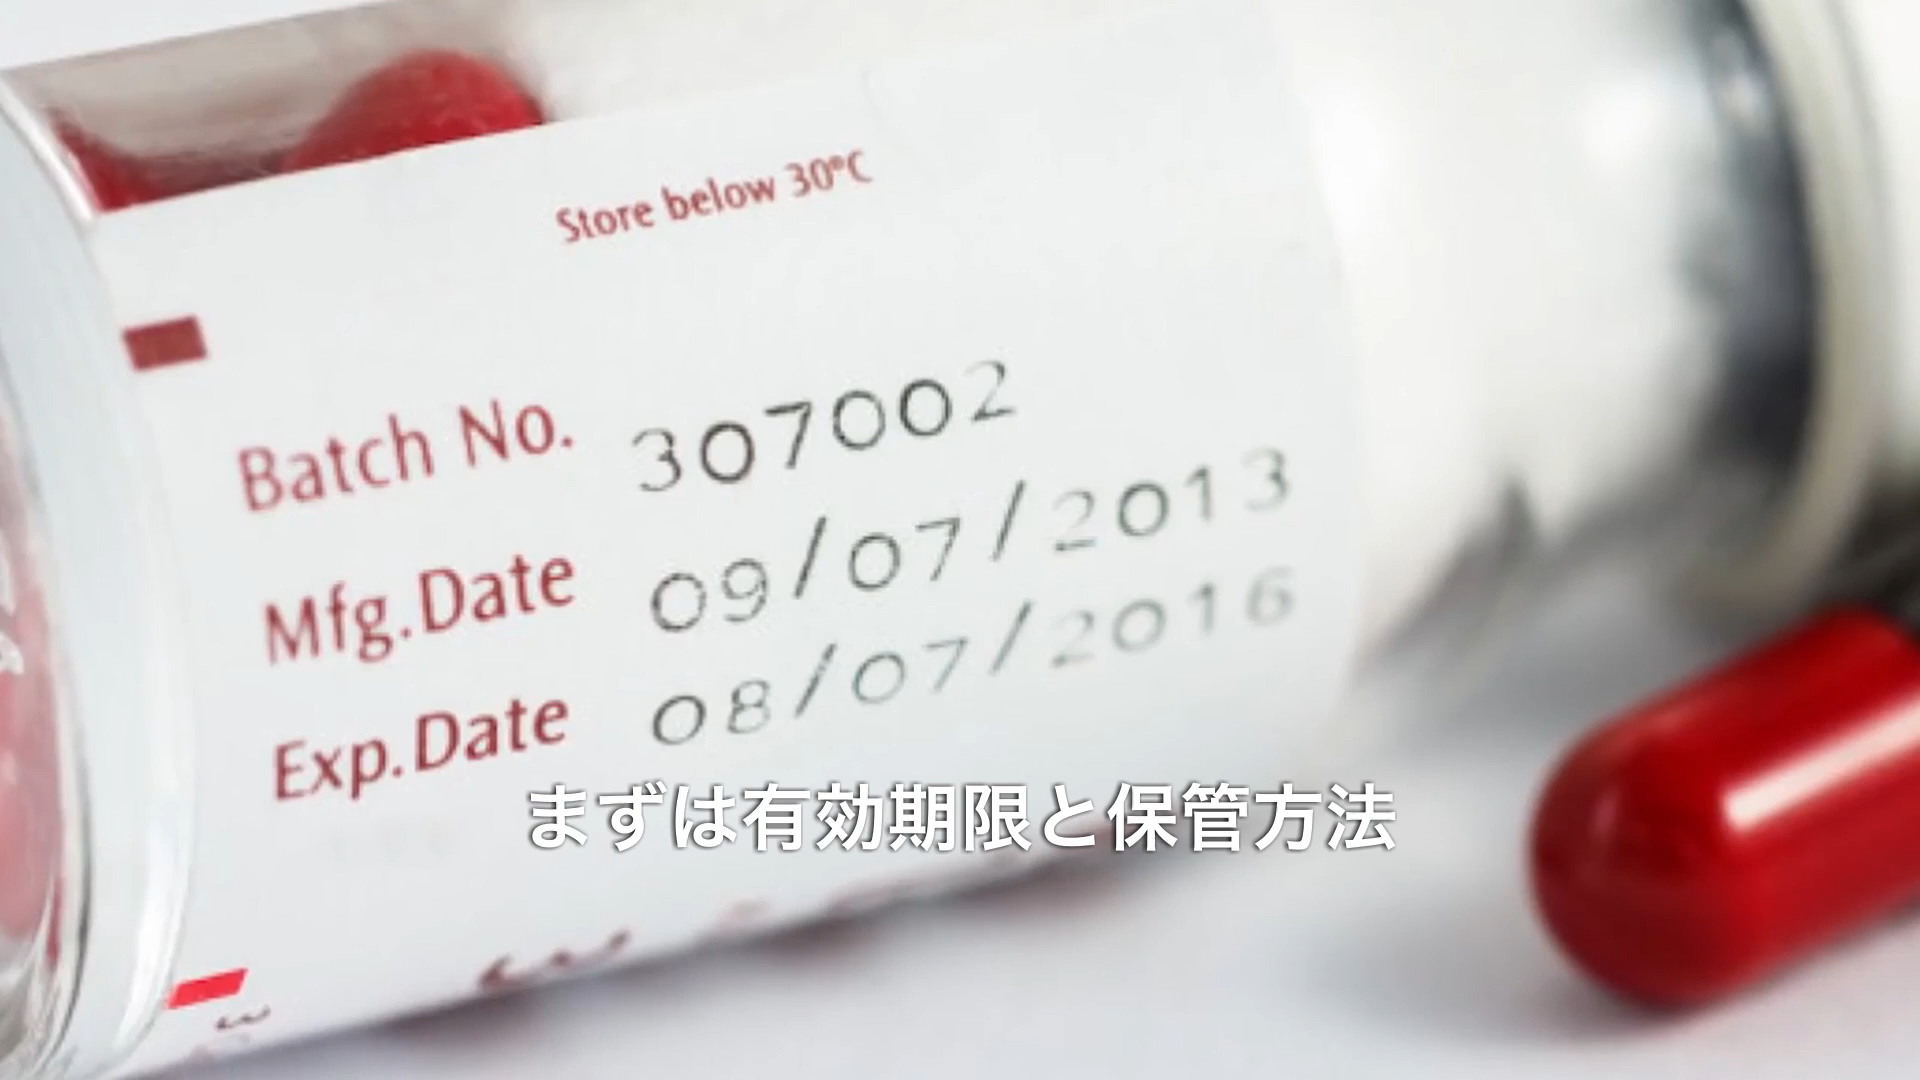 Store below 30°C
Batch No. 307002
Mfg.Date 09/07/2013
Exp.Date 08/07/2016
まずは有効期限と保管方法